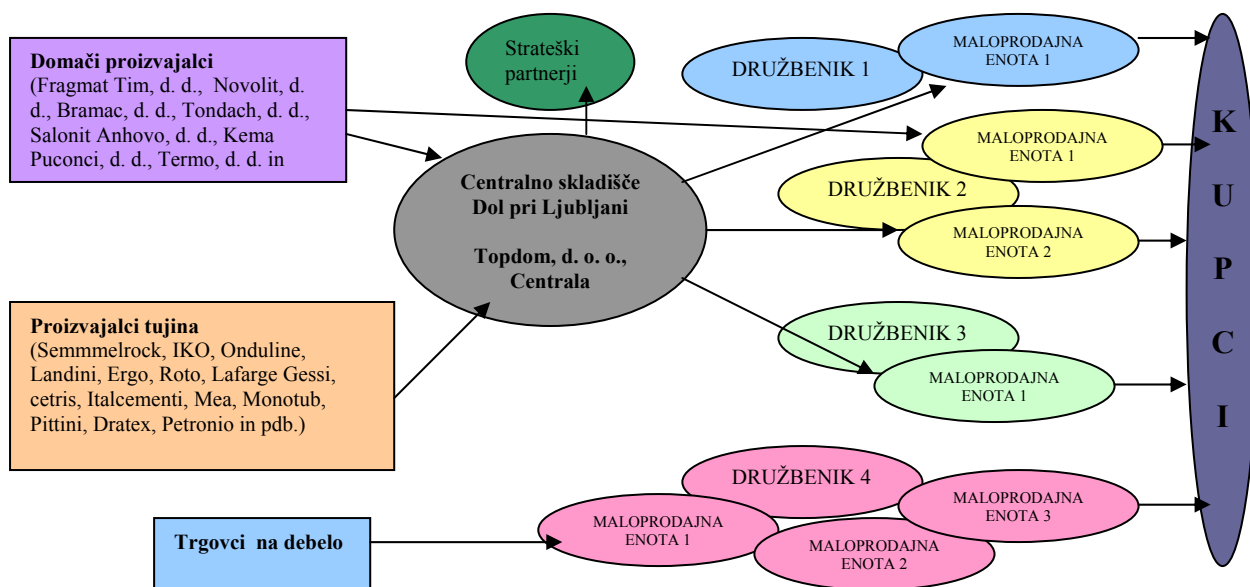 Domači proizvajalci
(Fragmat Tim, d. d., Novolit, d.
d., Bramac, d. d., Tondach, d. d.,
Salonit Anhovo, d. d., Kema
Puconci, d. d., Termo, d. d. in
Strateški
partnerji
DRUŽBENIK 1
MALOPRODAJNA
ENOTA 1
MALOPRODAJNA
ENOTA 1
DRUŽBENIK 2
MALOPRODAJNA
ENOTA 2
Centralno skladišče
Dol pri Ljubljani
Topdom, d. o. o.,
Centrala
Proizvajalci tujina
(Semmmelrock, IKO, Onduline,
Landini, Ergo, Roto, Lafarge Gessi,
cetris, Italcementi, Mea, Monotub,
Pittini, Dratex, Petronio in pdb.)
DRUŽBENIK 3
MALOPRODAJNA
ENOTA 1
DRUŽBENIK 4
MALOPRODAJNA
ENOTA 1
MALOPRODAJNA
ENOTA 2
MALOPRODAJNA
ENOTA 3
Trgovci na debelo
K
U
P
C
I